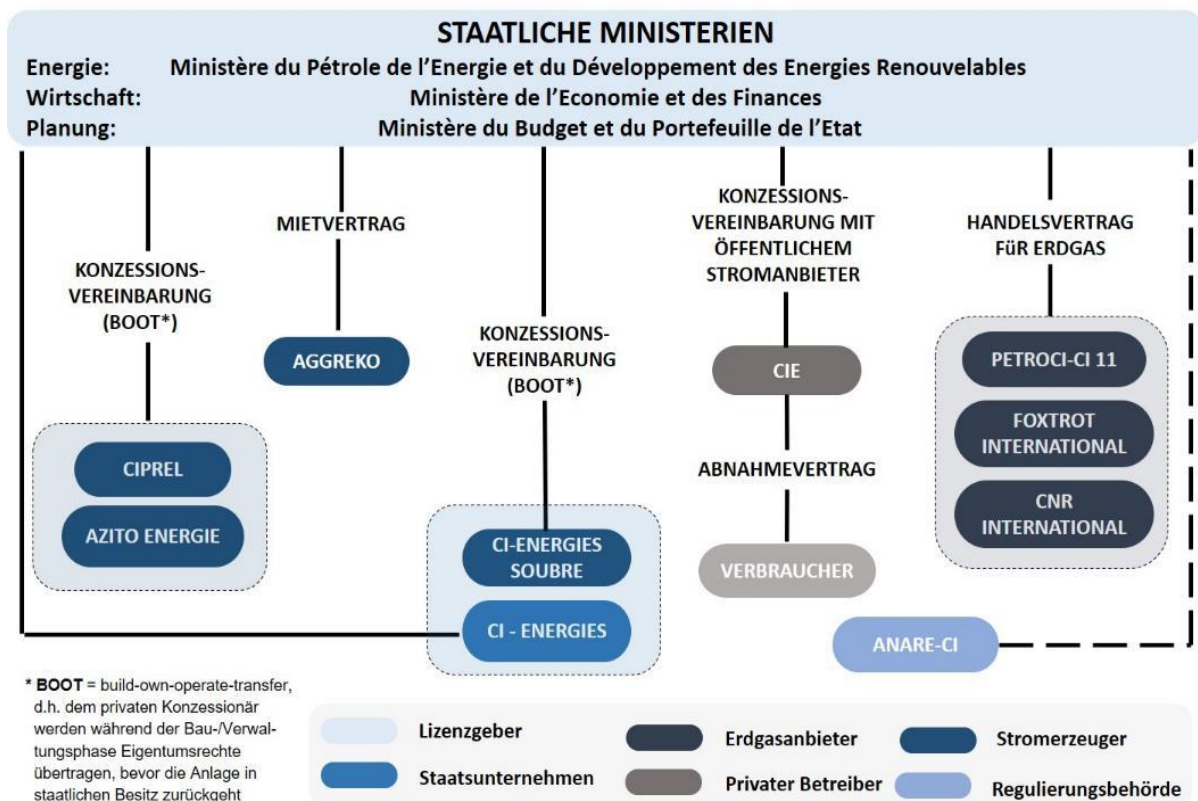 STAATLICHE MINISTERIEN
Energie: Ministère du Pétrole de l’Energie et du Développement des Energies Renouvelables
Wirtschaft: Ministère de l’Economie et des Finances
Planung: Ministère du Budget et du Portefeuille de l’Etat
KONZESSIONS-
VEREINBARUNG
(BOOT*)
CIPREL
AZITO ENERGIE
MIETVERTRAG
AGGREKO
KONZESSIONS-
VEREINBARUNG
(BOOT*)
CI-ENERGIES
SOUBRE
CI - ENERGIES
KONZESSIONS-
VEREINBARUNG MIT
ÖFFENTLICHEM
STROMANBIETER
CIE
ABNAHMEVERTRAG
VERBRAUCHER
HANDELSVERTRAG
FüR ERDGAS
PETROCI-CI 11
FOXTROT
INTERNATIONAL
CNR
INTERNATIONAL
ANARE-CI
* BOOT = build-own-operate-transfer,
d.h. dem privaten Konzessionär
werden während der Bau-/Verwal-
tungsphase Eigentumsrechte
übertragen, bevor die Anlage in
staatlichen Besitz zurückgeht
Lizenzgeber
Erdgasanbieter
Stromerzeuger
Staatsunternehmen
Privater Betreiber
Regulierungsbehörde